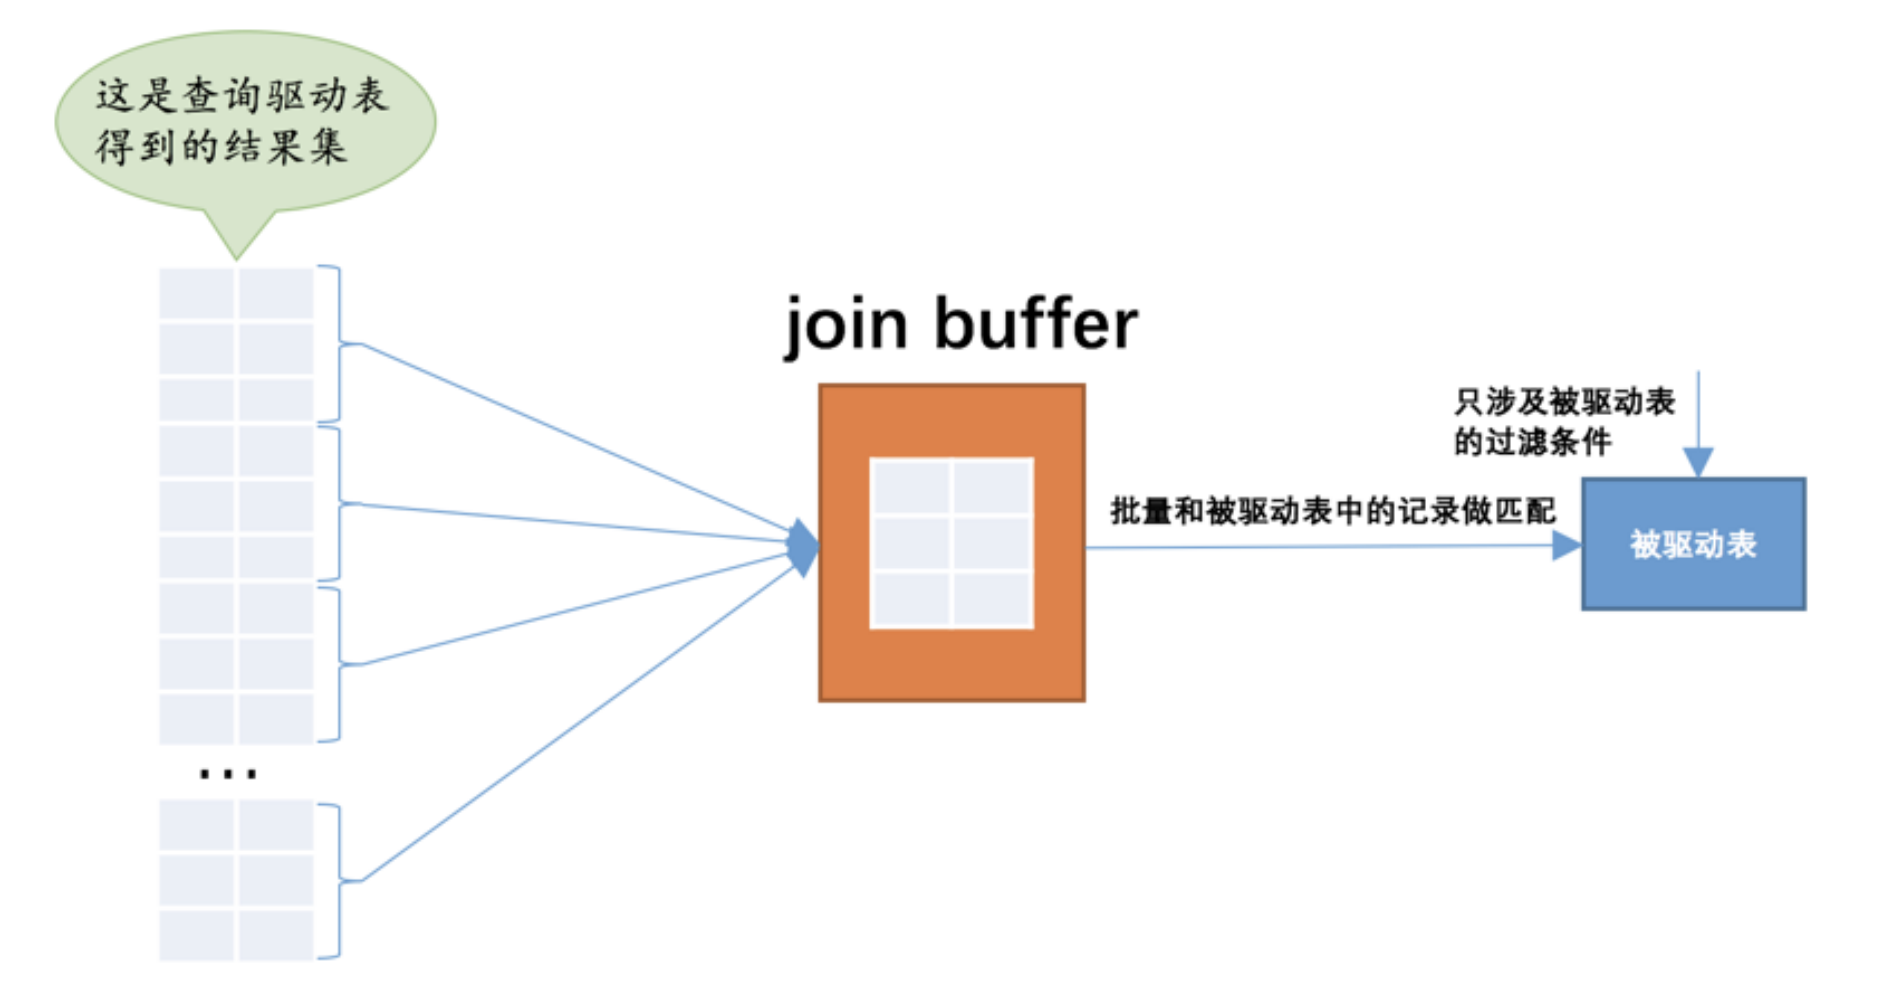 这是查询驱动表
得到的结果集
join buffer
只涉及被驱动表
的过滤条件
批量和被驱动表中的记录做匹配
被驱动表
...